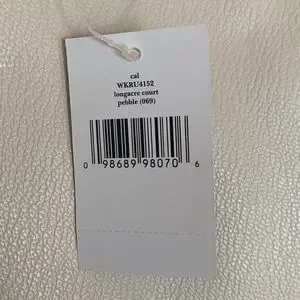 cal
WKRU4152
longacre court
pebble (069)
0 98689 98070 6